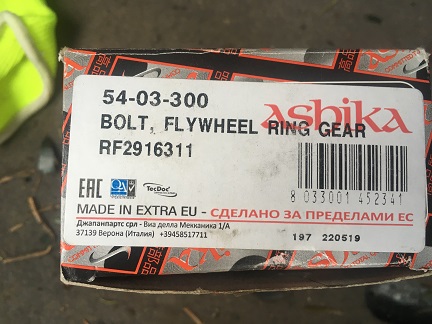 54-03-300
Ashika
BOLT, FLYWHEEL RING GEAR
RF2916311
EAC
TecDoc
8 033001 452341
MADE IN EXTRA EU - СДЕЛАНО ЗА ПРЕДЕЛАМИ ЕС
Джапанпартс срл - Виа делла Мекканика 1/А
37139 Верона (Италия) +39458517711
197 220519